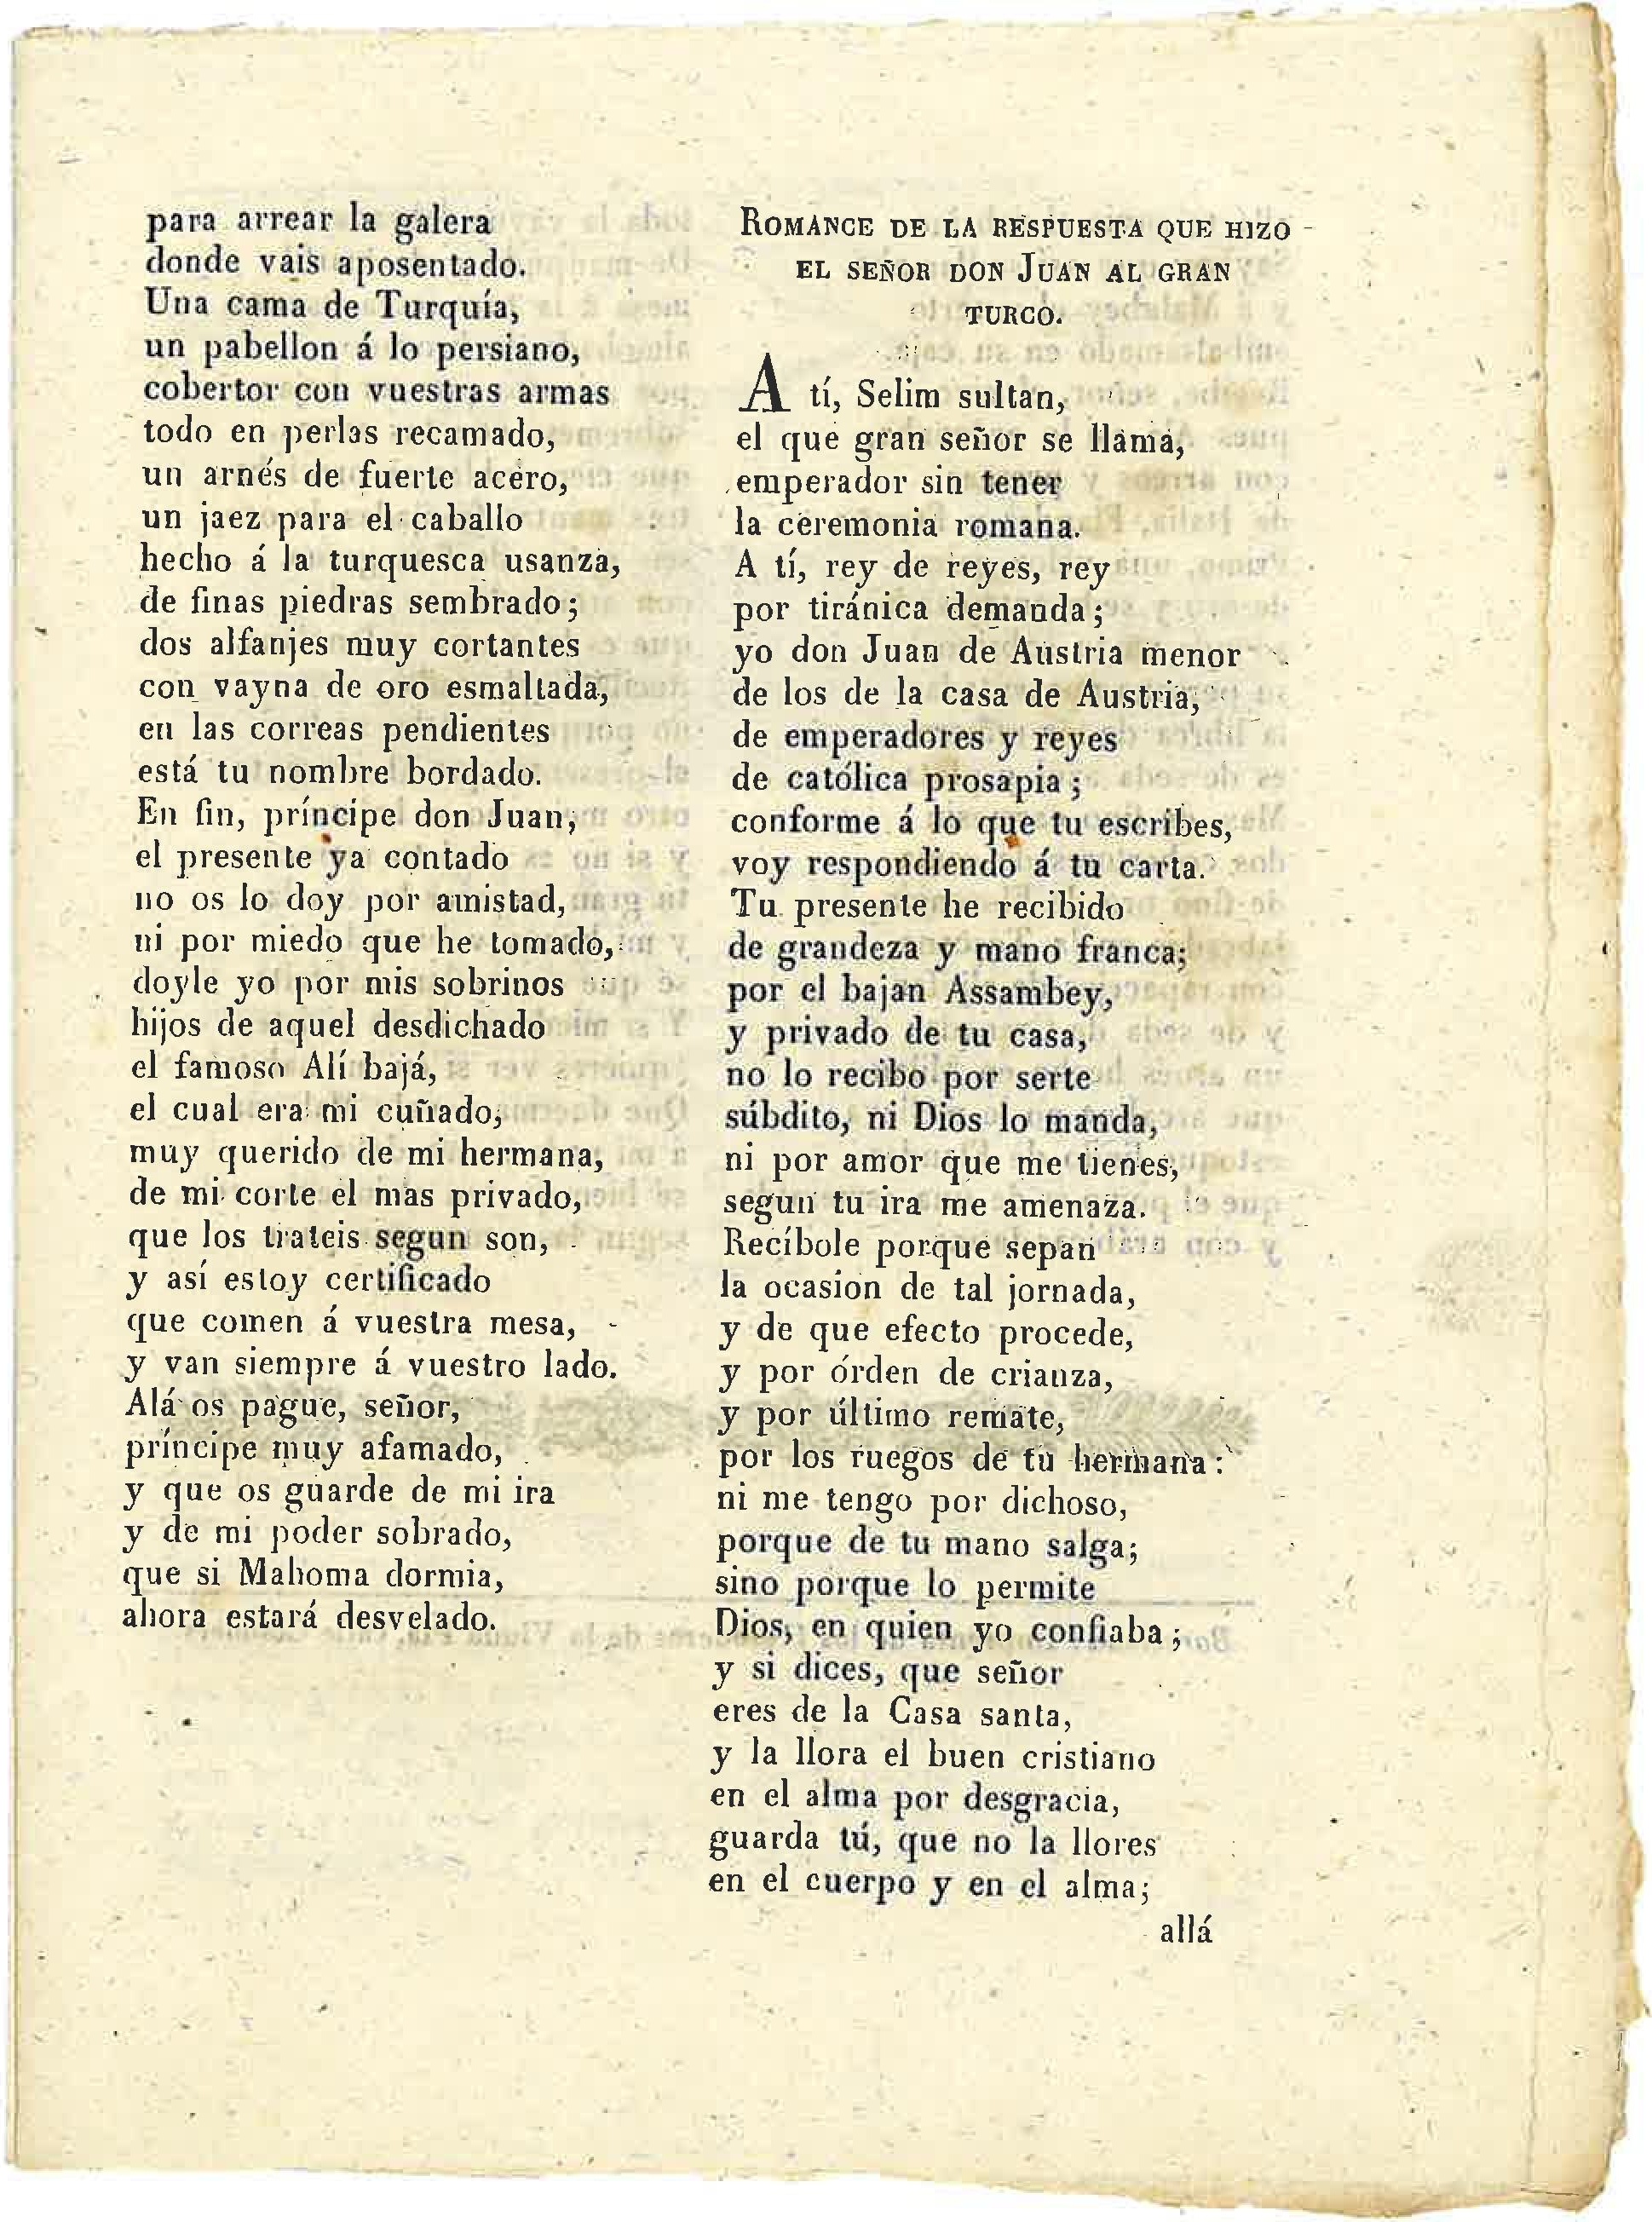 para arrear la galera
donde vais aposentado.
Una cama de Turquía,
un pabellon á lo persiano,
cobertor con vuestras armas
todo en perlas recamado,
un arnés de fuerte acero,
un jaez para el caballo
hecho á la turquesca usanza,
de finas piedras sembrado;
dos alfanjes muy cortantes
con vayna de oro esmaltada,
en las correas pendientes
está tu nombre bordado.
En fin, príncipe don Juan,
el presente ya contado
no os lo doy por amistad,
ni por miedo que he tomado,
doyle yo por mis sobrinos
hijos de aquel desdichado
el famoso Alí bajá,
el cual era mi cuñado,
muy querido de mi hermana,
de mi corte el mas privado,
que los trateis segun son,
y así estoy certificado
que comen á vuestra mesa,
y van siempre á vuestro lado.
Alá os pague, señor,
príncipe muy afamado,
y que os guarde de mi ira
y de mi poder sobrado,
que si Mahoma dormia,
ahora estará desvelado.
ROMANCE DE LA RESPUESTA QUE HIZO
EL SEÑOR DON JUAN AL GRAN
TURCO.
A tí, Selim sultan,
el que gran señor se llama,
emperador sin tener
la ceremonia romana.
A tí, rey de reyes, rey
por tiránica demanda;
yo don Juan de Austria menor
de los de la casa de Austria,
de emperadores y reyes
de católica prosapia;
conforme á lo que tu escribes,
voy respondiendo á tu carta.
Tu presente he recibido
de grandeza y mano franca;
por el bajan Assambey,
y privado de tu casa,
no lo recibo por serte
súbdito, ni Dios lo manda,
ni por amor que me tienes,
segun tu ira me amenaza.
Recíbole porque sepan
la ocasion de tal jornada,
y de que efecto procede,
y por órden de crianza,
y por último remate,
por los ruegos de tu hermana:
ni me tengo por dichoso,
porque de tu mano salga;
sino porque lo permite
Dios, en quien yo confiaba;
y si dices, que señor
eres de la Casa santa,
y la llora el buen cristiano
en el alma por desgracia,
guarda tú, que no la llores
en el cuerpo y en el alma;
allá